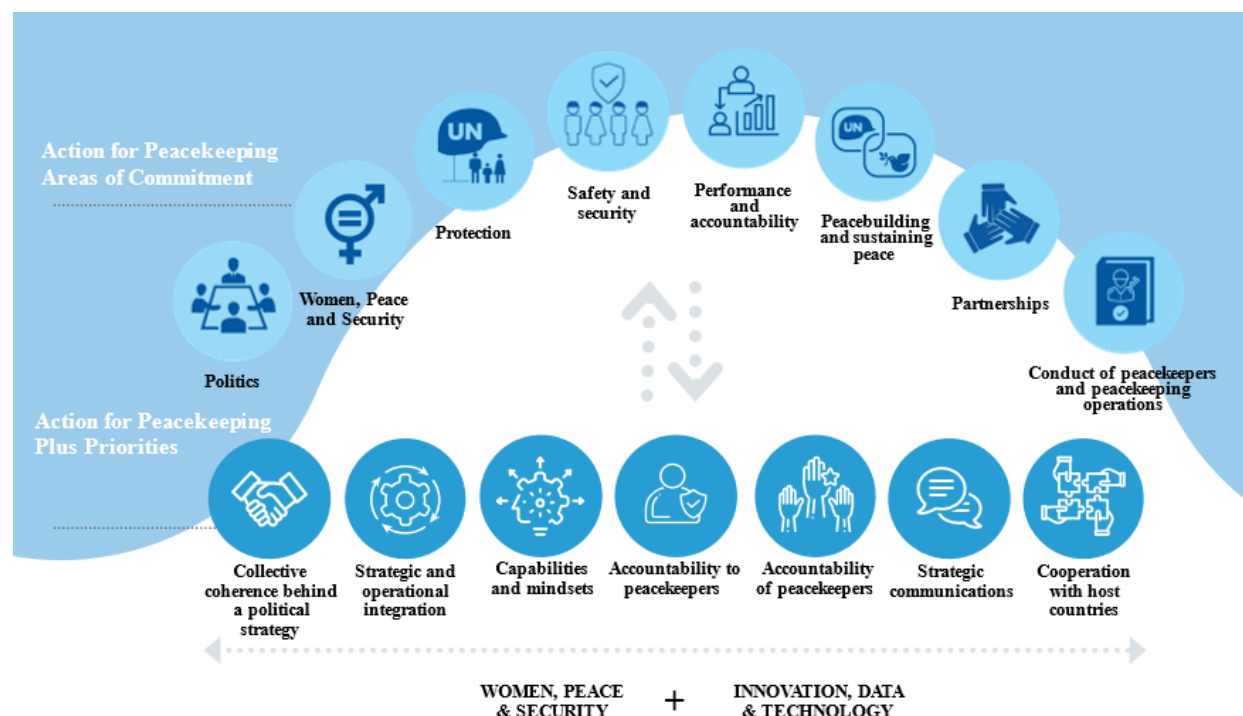 Action for Peacekeeping
Areas of Commitment
UN
Safety and
security
Performance
and
accountability
UN
Peacebuilding
and sustaining
peace
Protection
Women, Peace
and Security
Partnerships
Politics
Conduct of peacekeepers
and peacekeeping
operations
Action for Peacekeeping
Plus Priorities
Collective
coherence behind
a political
strategy
Strategic and
operational
integration
Capabilities
and mindsets
Accountability to
peacekeepers
Accountability
of peacekeepers
Strategic
communications
Cooperation
with host
countries
WOMEN, PEACE
& SECURITY
+
INNOVATION, DATA
& TECHNOLOGY